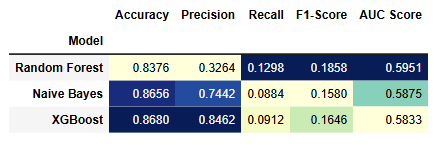 Accuracy Precision Recall F1-Score AUC Score
Model
Random Forest 0.8376 0.3264 0.1298 0.1858 0.5951
Naive Bayes 0.8656 0.7442 0.0884 0.1580 0.5875
XGBoost 0.8680 0.8462 0.0912 0.1646 0.5833